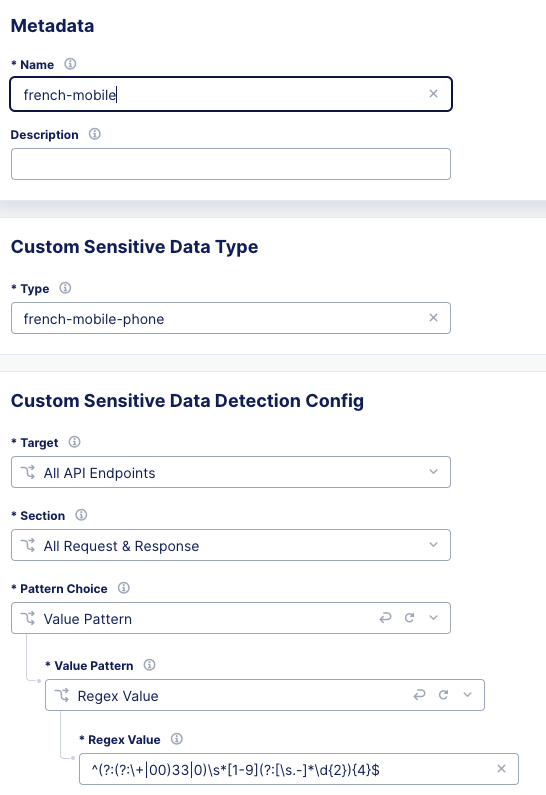 Metadata
* Name
french-mobile
Description
Custom Sensitive Data Type
* Type
french-mobile-phone
Custom Sensitive Data Detection Config
* Target
All API Endpoints
* Section
All Request & Response
* Pattern Choice
Value Pattern
* Value Pattern
Regex Value
* Regex Value
^(?:(?:\+|00)33|0)\s*[1-9](?:[\s.-]*\d{2}){4}$